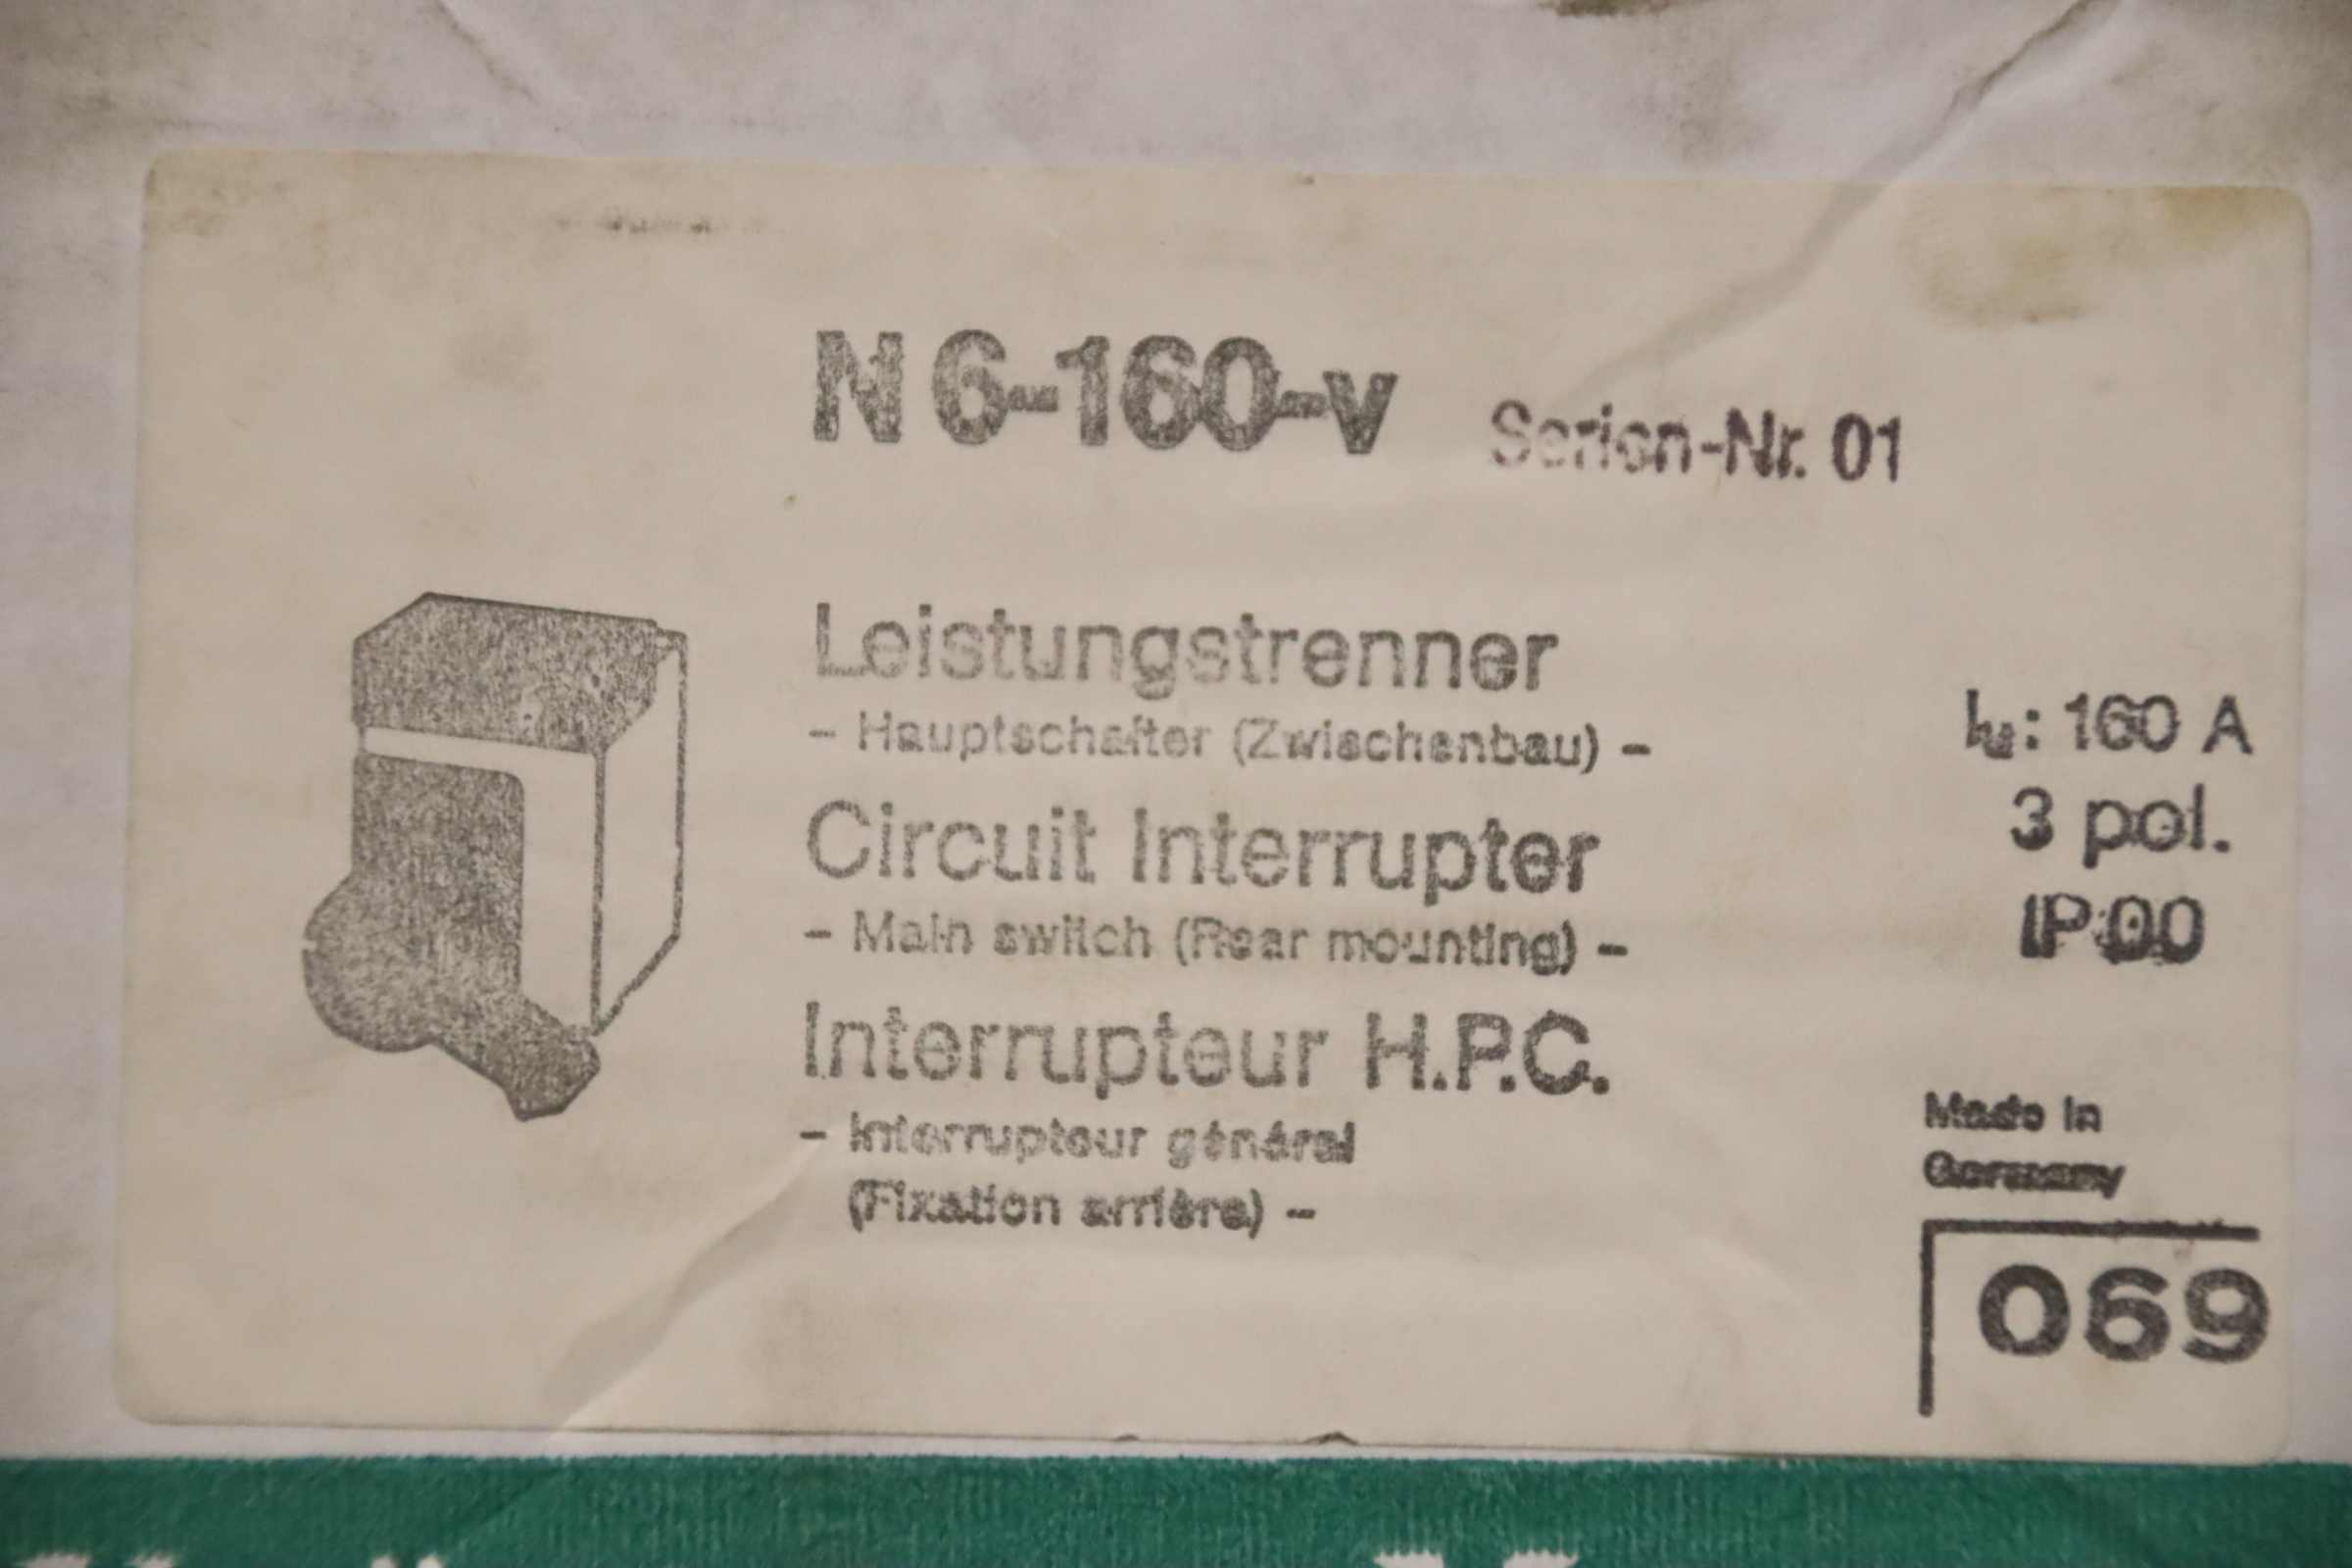 N 6-160-v Serien-Nr. 01
Leistungstrenner
– Hauptschalter (Zwischenbau) –
Circuit Interrupter
– Main switch (Rear mounting) –
Interrupteur H.P.C.
– Interrupteur général
(Fixation arrière) –
Iu: 160 A
3 pol.
IP 00
Made in
Germany
069